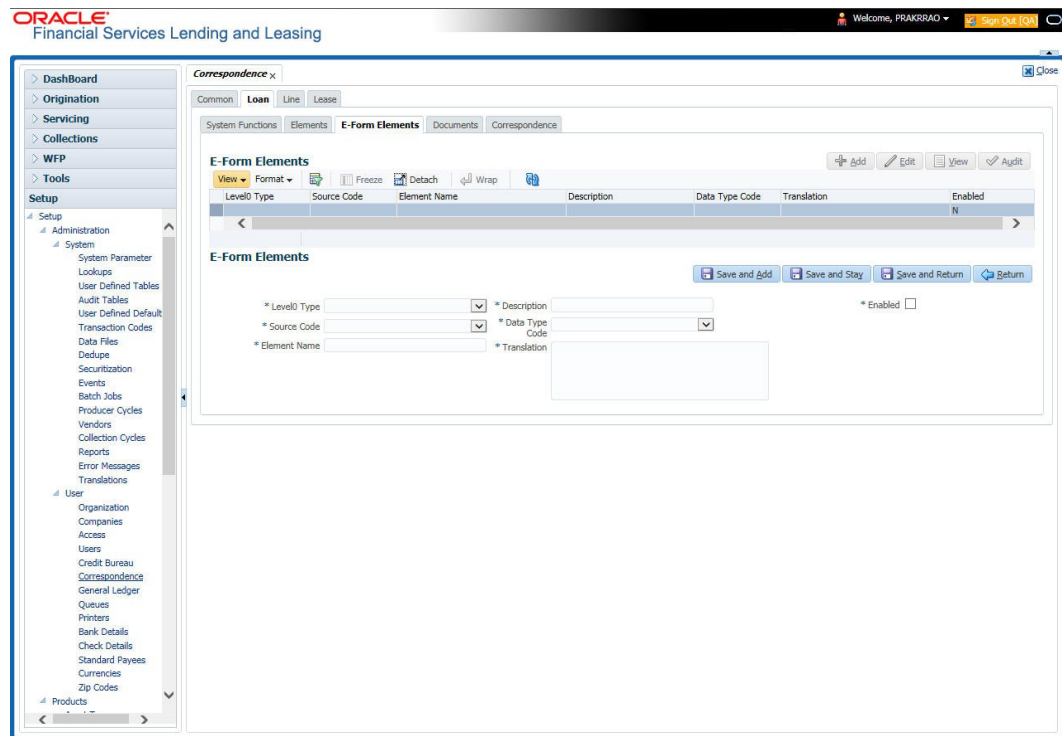 ORACLE
Financial Services Lending and Leasing
Welcome, PRAKRRAO
Sign Out [QA]
DashBoard
Origination
Servicing
Collections
WFP
Tools
Setup
Setup
Administration
System
System Parameter
Lookups
User Defined Tables
Audit Tables
User Defined Default
Transaction Codes
Data Files
Dedupe
Securitization
Events
Batch Jobs
Producer Cycles
Vendors
Collection Cycles
Reports
Error Messages
Translations
User
Organization
Companies
Access
Users
Credit Bureau
Correspondence
General Ledger
Queues
Printers
Bank Details
Check Details
Standard Payees
Currencies
Zip Codes
Products
Correspondence x
Close
Common Loan Line Lease
System Functions Elements E-Form Elements Documents Correspondence
E-Form Elements
Add Edit View Audit
View Format Freeze Detach Wrap
Level0 Type Source Code Element Name Description Data Type Code Translation Enabled
N
E-Form Elements
Save and Add Save and Stay Save and Return Return
* Level0 Type * Description * Enabled
* Source Code * Data Type Code
* Element Name * Translation